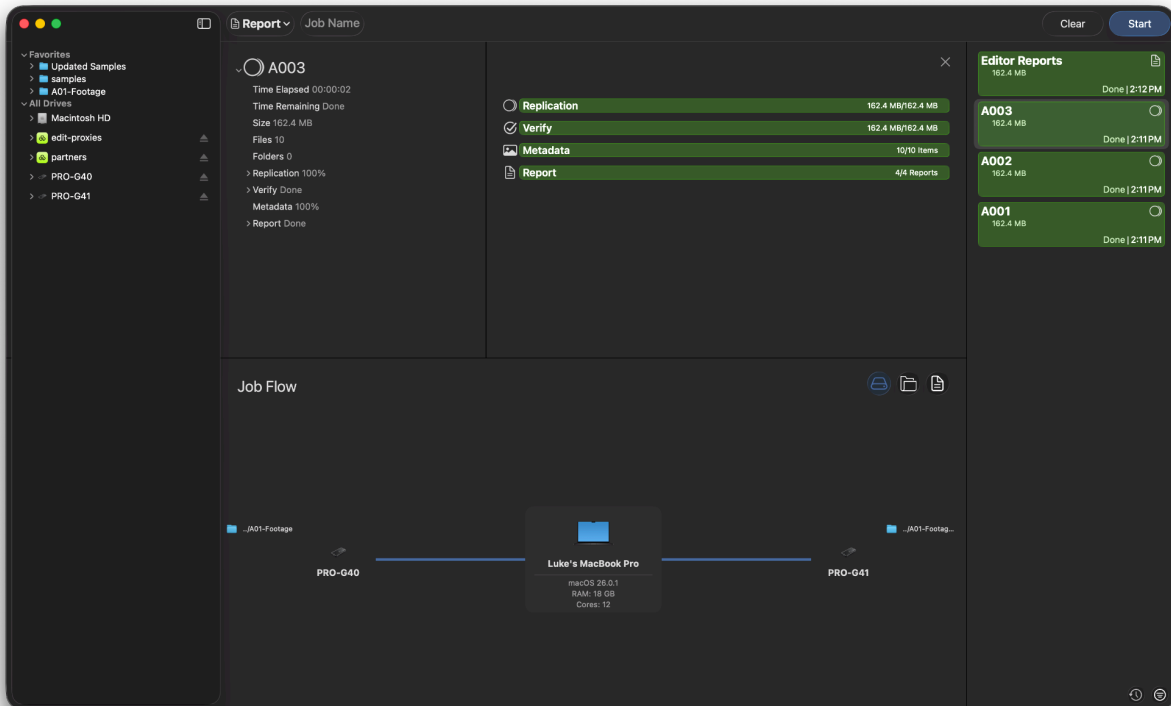 Report
Job Name
Clear
Start
Favorites
Updated Samples
samples
A01-Footage
All Drives
Macintosh HD
edit-proxies
partners
PRO-G40
PRO-G41
A003
Time Elapsed 00:00:02
Time Remaining Done
Size 162.4 MB
Files 10
Folders 0
Replication 100%
Verify Done
Metadata 100%
Report Done
Replication 162.4 MB/162.4 MB
Verify 162.4 MB/162.4 MB
Metadata 10/10 Items
Report 4/4 Reports
Editor Reports
162.4 MB
Done | 2:12 PM
A003
162.4 MB
Done | 2:11 PM
A002
162.4 MB
Done | 2:11 PM
A001
162.4 MB
Done | 2:11 PM
Job Flow
../A01-Footage
PRO-G40
Luke's MacBook Pro
macOS 26.0.1
RAM: 18 GB
Cores: 12
../A01-Footag...
PRO-G41